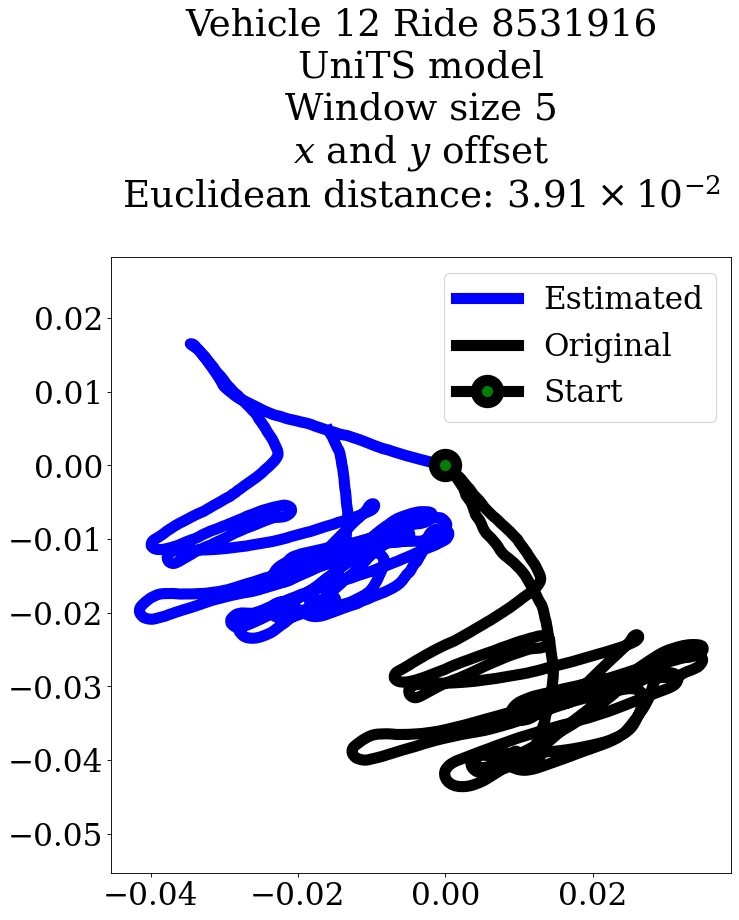 Vehicle 12 Ride 8531916
UniTS model
Window size 5
x and y offset
Euclidean distance: 3.91 × 10⁻²
Estimated
Original
Start
0.02
0.01
0.00
−0.01
−0.02
−0.03
−0.04
−0.05
−0.04 −0.02 0.00 0.02